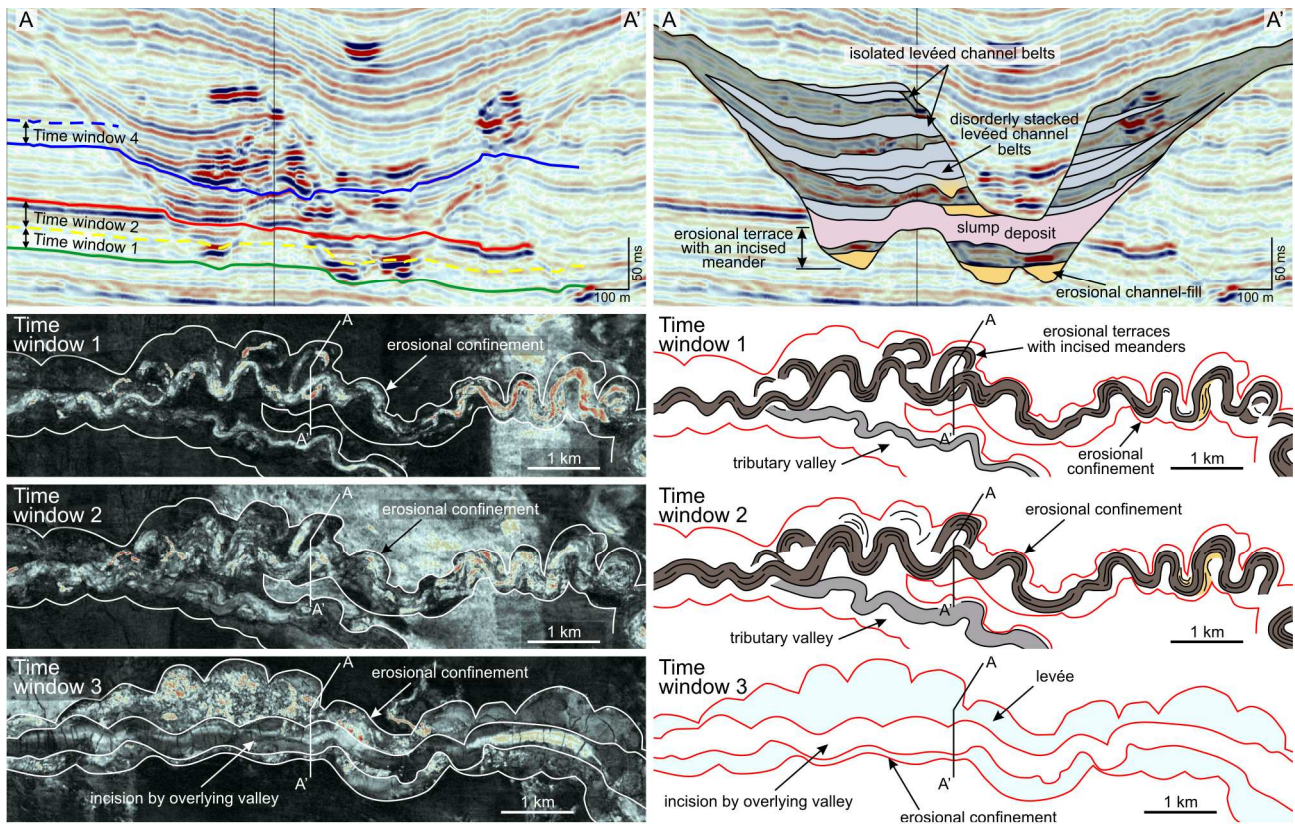 A
A'
Time window 4
Time window 2
Time window 1
50 ms
100 m
A
A'
isolated levéed channel belts
disorderly stacked
levéed channel
belts
slump deposit
erosional terrace
with an incised
meander
erosional channel-fill
50 ms
100 m
Time
window 1
A
erosional confinement
A'
1 km
Time
window 1
A
erosional terraces
with incised meanders
A'
tributary valley
erosional
confinement
1 km
Time
window 2
A
erosional confinement
A'
1 km
Time
window 2
A
erosional confinement
A'
tributary valley
1 km
Time
window 3
A
erosional confinement
A'
incision by overlying valley
1 km
Time
window 3
A
levée
A'
incision by overlying valley
erosional confinement
1 km